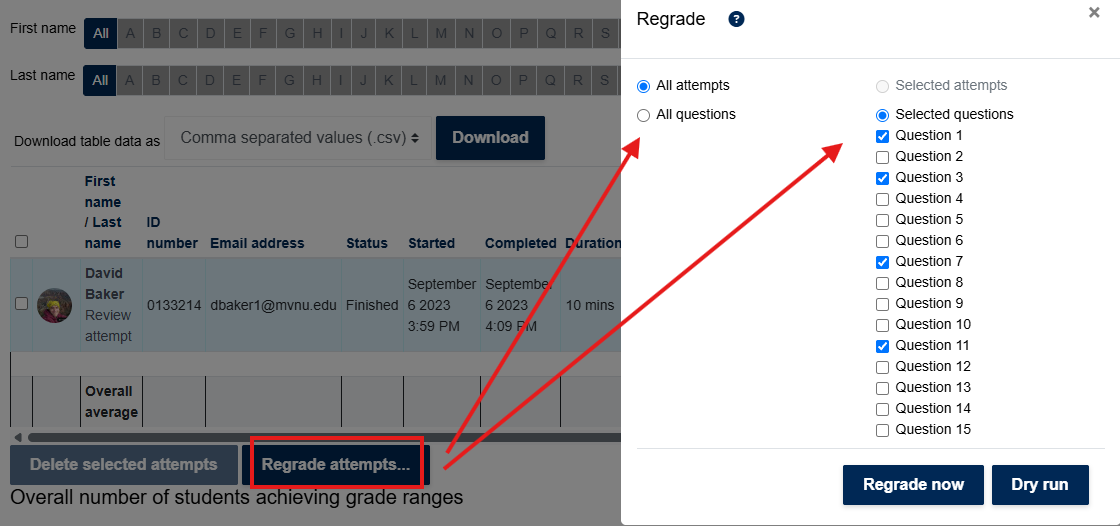 First name All A B C D E F G H I J K L M N O P Q R S
Last name All A B C D E F G H I J K L M N O P Q R S
Download table data as Comma separated values (.csv) Download
First name / Last name ID number Email address Status Started Completed Duration
David Baker Review attempt 0133214 dbaker1@mvnu.edu Finished September 6 2023 3:59 PM September 6 2023 4:09 PM 10 mins
Overall average
Delete selected attempts Regrade attempts...
Overall number of students achieving grade ranges
Regrade ?
×
All attempts Selected attempts
All questions Selected questions
Question 1
Question 2
Question 3
Question 4
Question 5
Question 6
Question 7
Question 8
Question 9
Question 10
Question 11
Question 12
Question 13
Question 14
Question 15
Regrade now Dry run